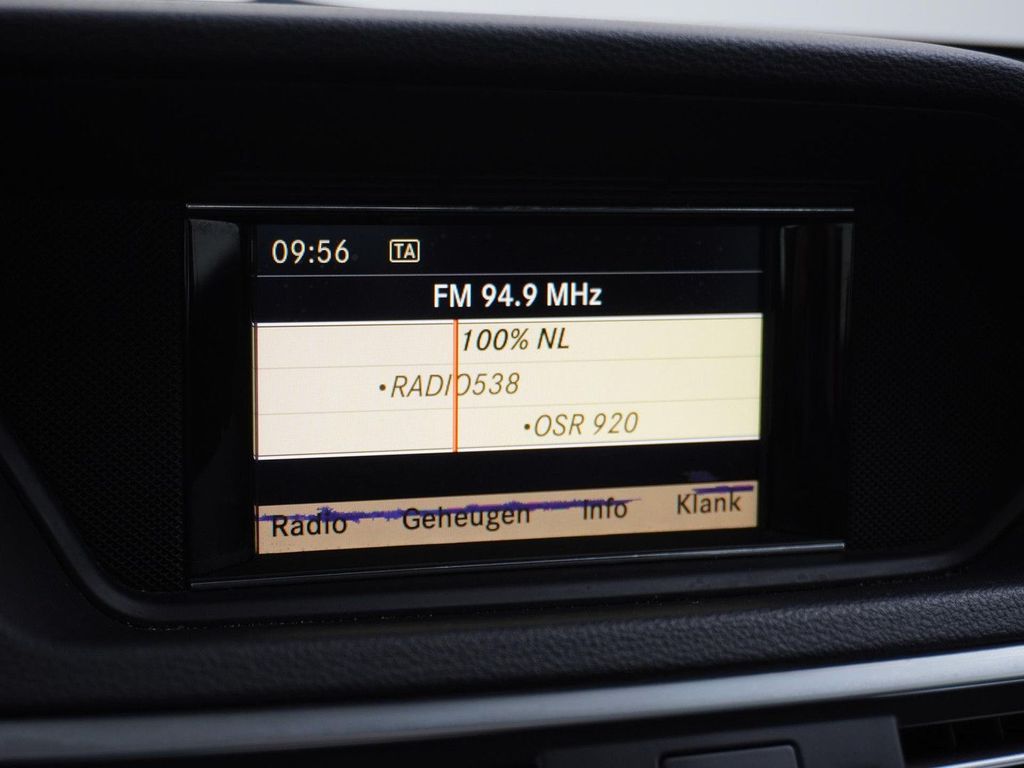 09:56 TA
FM 94.9 MHz
100% NL
•RADIO538
•OSR 920
Radio Geheugen Info Klank